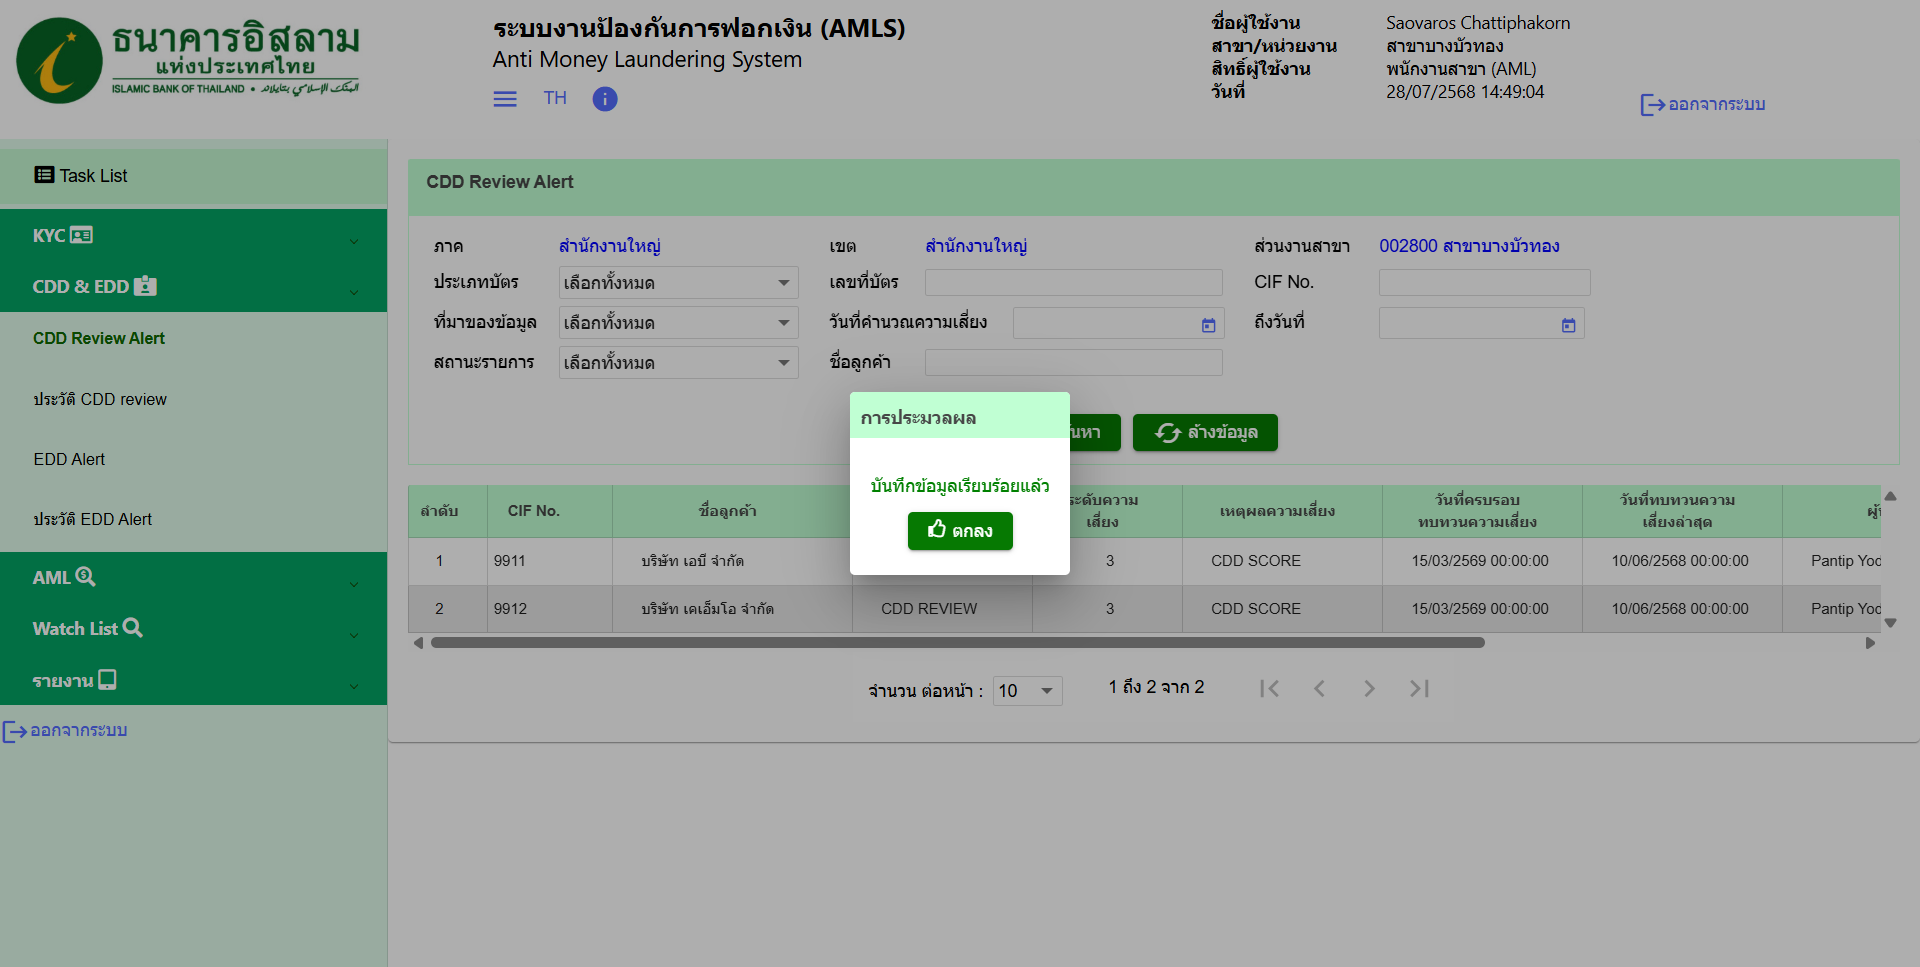 ธนาคารอิสลาม
แห่งประเทศไทย
ISLAMIC BANK OF THAILAND •
ระบบงานป้องกันการฟอกเงิน (AMLS)
Anti Money Laundering System
TH
ชื่อผู้ใช้งาน Saovaros Chattiphakorn
สาขา/หน่วยงาน สาขาบางบัวทอง
สิทธิ์ผู้ใช้งาน พนักงานสาขา (AML)
วันที่ 28/07/2568 14:49:04
ออกจากระบบ
Task List
KYC
CDD & EDD
CDD Review Alert
ประวัติ CDD review
EDD Alert
ประวัติ EDD Alert
AML
Watch List
รายงาน
ออกจากระบบ
CDD Review Alert
ภาค สำนักงานใหญ่ เขต สำนักงานใหญ่ ส่วนงานสาขา 002800 สาขาบางบัวทอง
ประเภทบัตร เลือกทั้งหมด เลขที่บัตร CIF No.
ที่มาของข้อมูล เลือกทั้งหมด วันที่คำนวณความเสี่ยง ถึงวันที่
สถานะรายการ เลือกทั้งหมด ชื่อลูกค้า
ล้างข้อมูล
การประมวลผล
บันทึกข้อมูลเรียบร้อยแล้ว
ตกลง
ลำดับ CIF No. ชื่อลูกค้า เสี่ยง เหตุผลความเสี่ยง วันที่ครบรอบ ทบทวนความเสี่ยง วันที่ทบทวนความ เสี่ยงล่าสุด
1 9911 บริษัท เอบี จำกัด 3 CDD SCORE 15/03/2569 00:00:00 10/06/2568 00:00:00 Pantip
2 9912 บริษัท เคเอ็มโอ จำกัด CDD REVIEW 3 CDD SCORE 15/03/2569 00:00:00 10/06/2568 00:00:00 Pantip
จำนวน ต่อหน้า : 10 1 ถึง 2 จาก 2